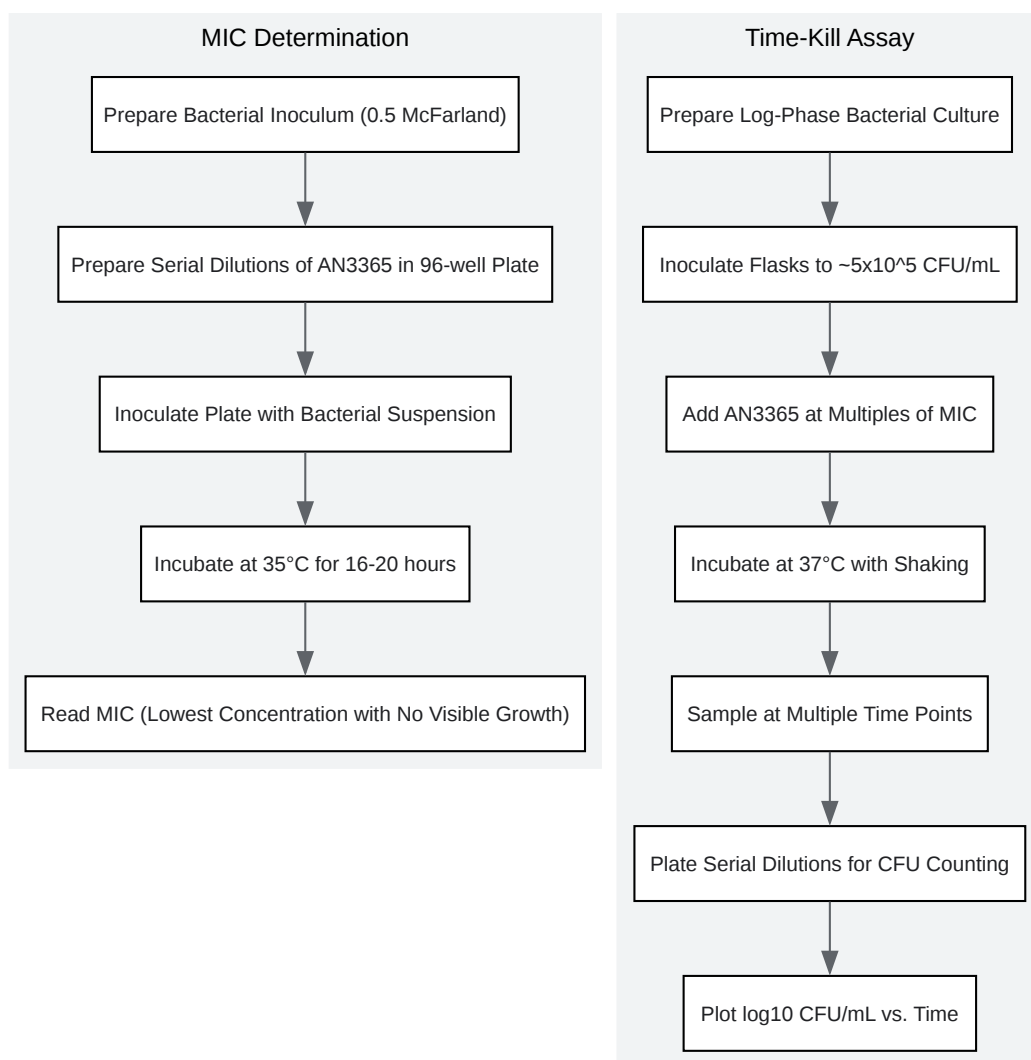 MIC Determination
Prepare Bacterial Inoculum (0.5 McFarland)
Prepare Serial Dilutions of AN3365 in 96-well Plate
Inoculate Plate with Bacterial Suspension
Incubate at 35°C for 16-20 hours
Read MIC (Lowest Concentration with No Visible Growth)
Time-Kill Assay
Prepare Log-Phase Bacterial Culture
Inoculate Flasks to ~5x10^5 CFU/mL
Add AN3365 at Multiples of MIC
Incubate at 37°C with Shaking
Sample at Multiple Time Points
Plate Serial Dilutions for CFU Counting
Plot log10 CFU/mL vs. Time